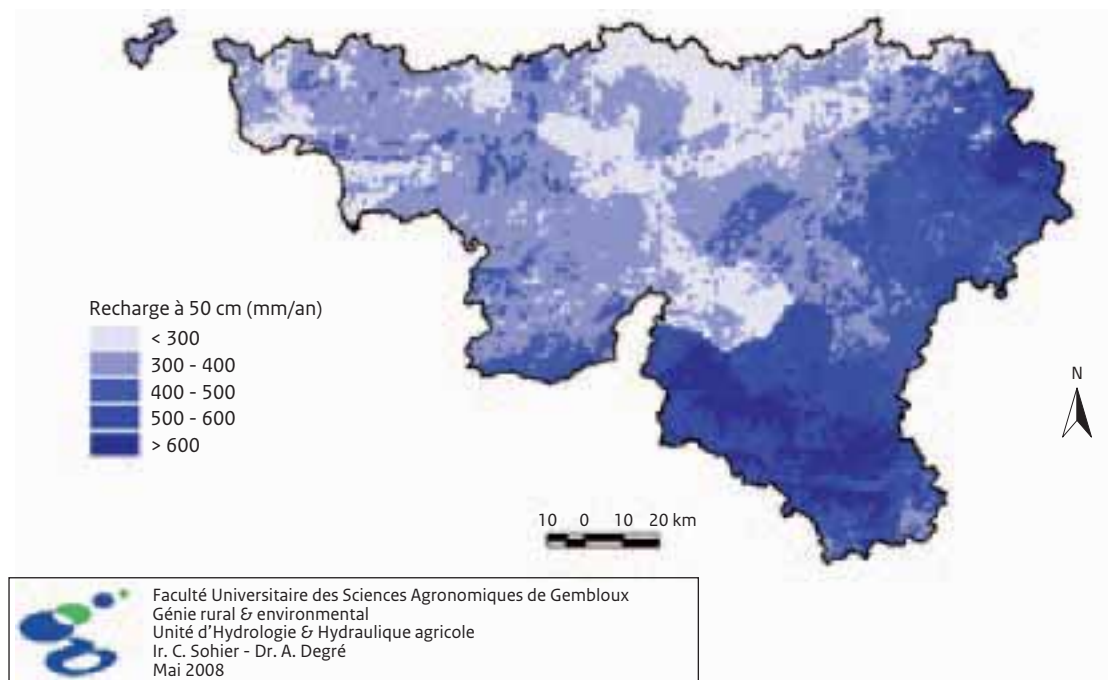 Recharge à 50 cm (mm/an)
< 300
300 - 400
400 - 500
500 - 600
> 600
N
10 0 10 20 km
Faculté Universitaire des Sciences Agronomiques de Gembloux
Génie rural & environmental
Unité d'Hydrologie & Hydraulique agricole
Ir. C. Sohier - Dr. A. Degré
Mai 2008